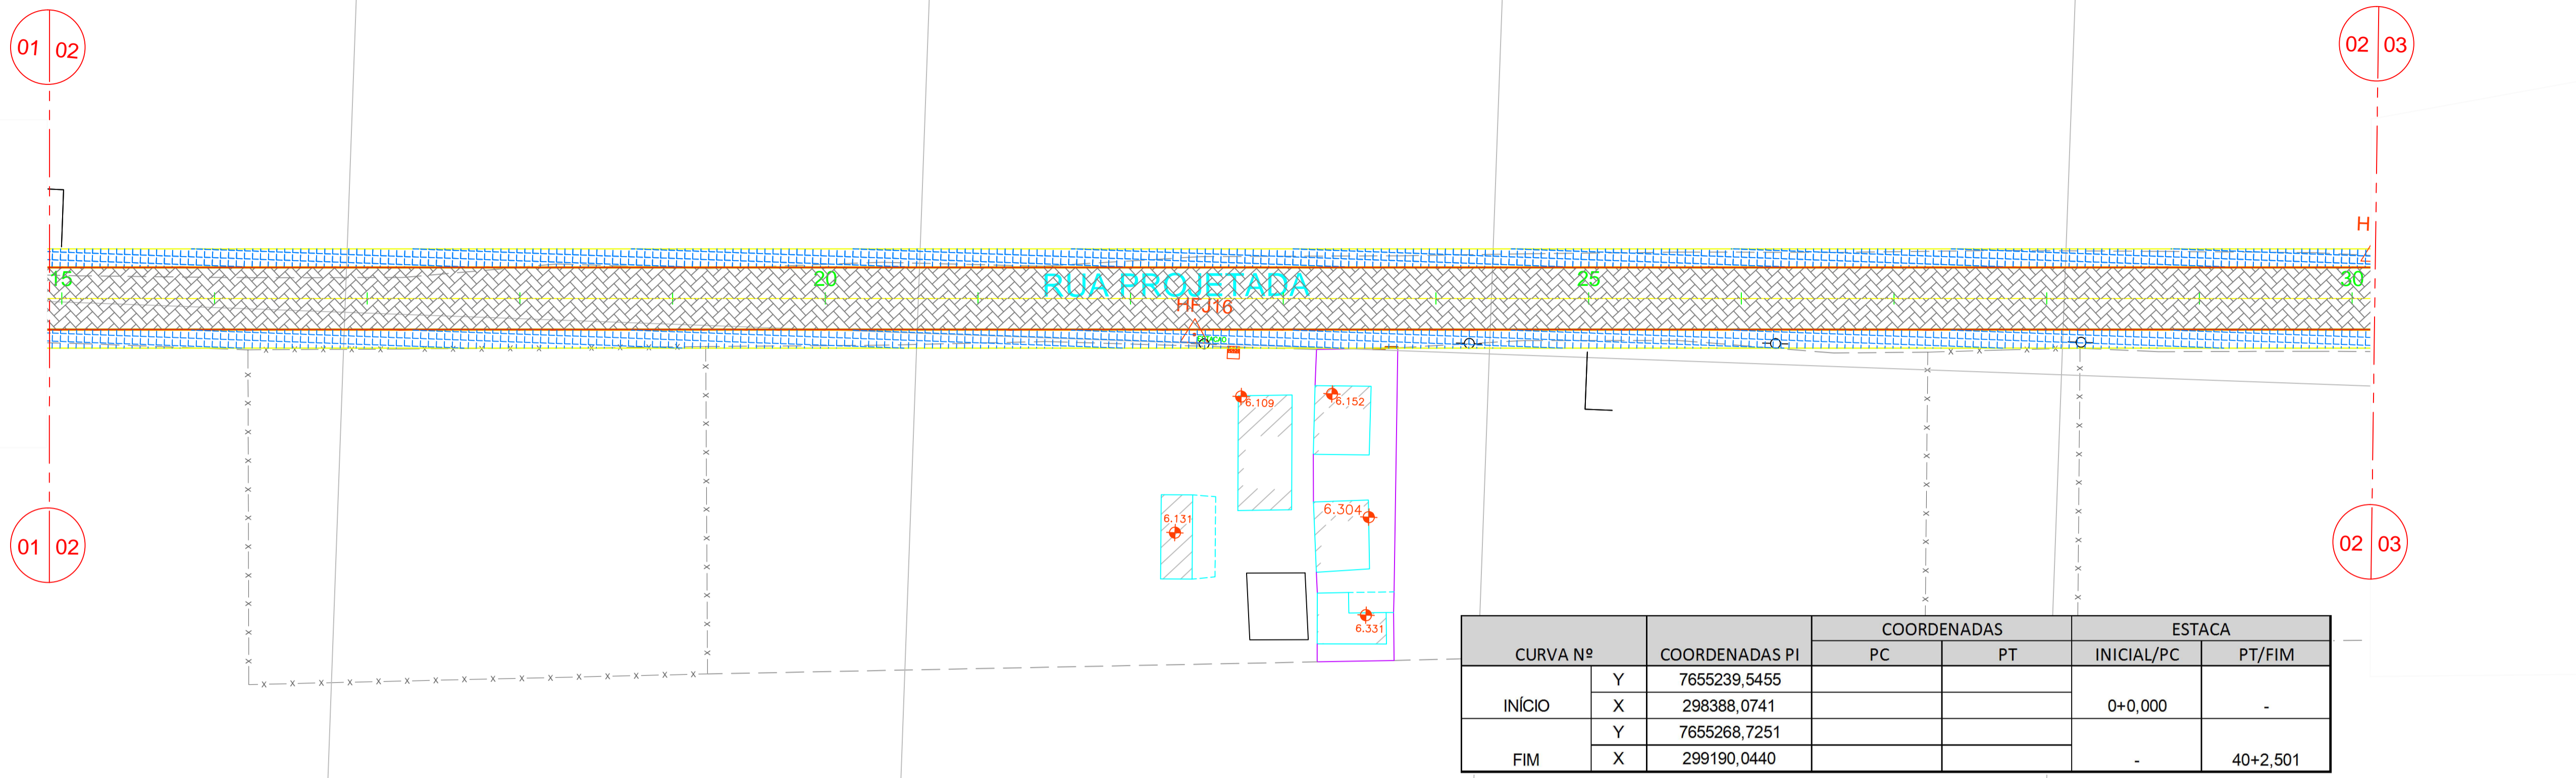 01 02
02 03
H
4
15
20
RUA PROJETADA
25
30
HFJ16
6.109
6.152
6.304
6.131
6.331
01 02
02 03
CURVA Nº COORDENADAS PI COORDENADAS ESTACA
PC PT INICIAL/PC PT/FIM
INÍCIO Y 7655239,5455
X 298388,0741 0+0,000 -
FIM Y 7655268,7251
X 299190,0440 - 40+2,501